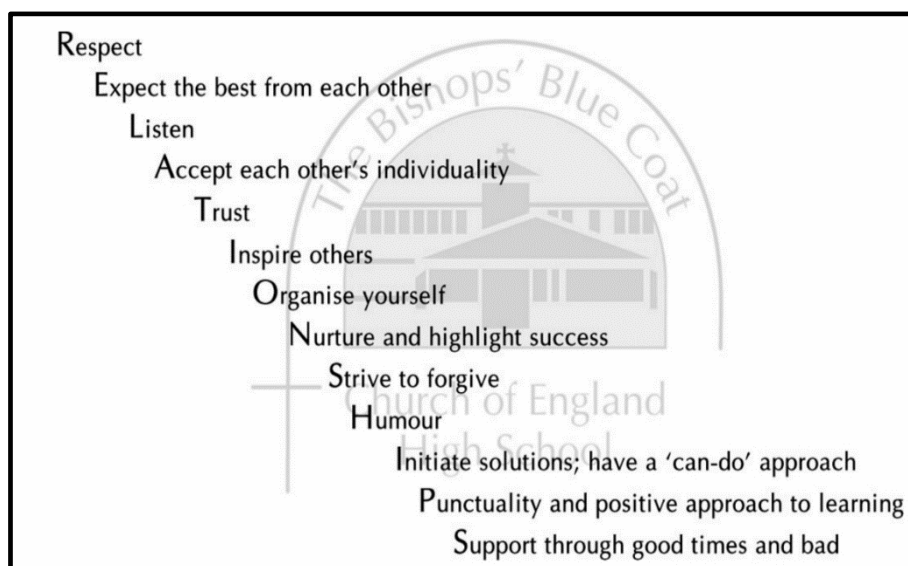 Respect
Expect the best from each other
Listen
Accept each other's individuality
Trust
Inspire others
Organise yourself
Nurture and highlight success
Strive to forgive
Humour
Initiate solutions; have a ‘can-do’ approach
Punctuality and positive approach to learning
Support through good times and bad
The Bishops’ Blue Coat
Church of England
High School